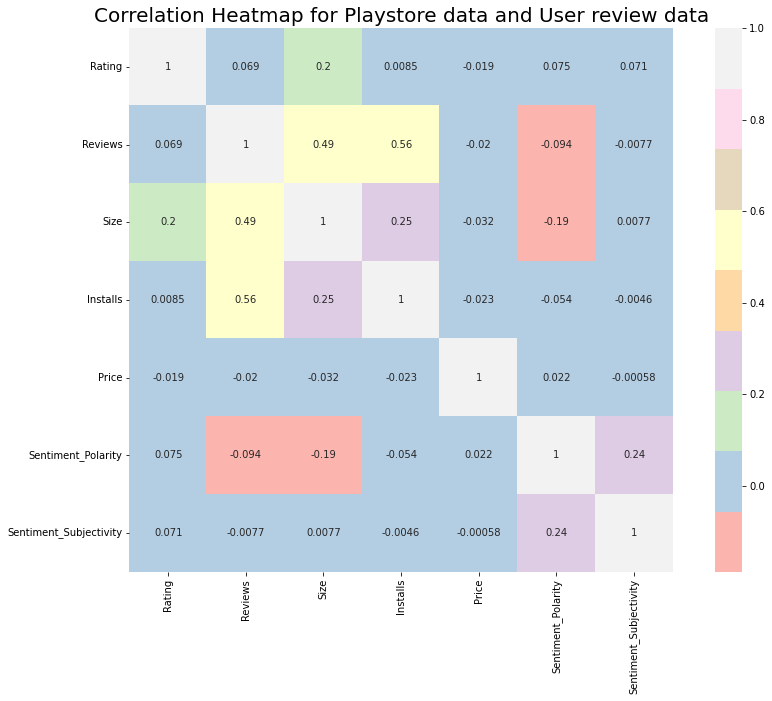 Correlation Heatmap for Playstore data and User review data
Rating 1 0.069 0.2 0.0085 -0.019 0.075 0.071
Reviews 0.069 1 0.49 0.56 -0.02 -0.094 -0.0077
Size 0.2 0.49 1 0.25 -0.032 -0.19 0.0077
Installs 0.0085 0.56 0.25 1 -0.023 -0.054 -0.0046
Price -0.019 -0.02 -0.032 -0.023 1 0.022 -0.00058
Sentiment_Polarity 0.075 -0.094 -0.19 -0.054 0.022 1 0.24
Sentiment_Subjectivity 0.071 -0.0077 0.0077 -0.0046 -0.00058 0.24 1
Rating
Reviews
Size
Installs
Price
Sentiment_Polarity
Sentiment_Subjectivity
1.0
0.8
0.6
0.4
0.2
0.0